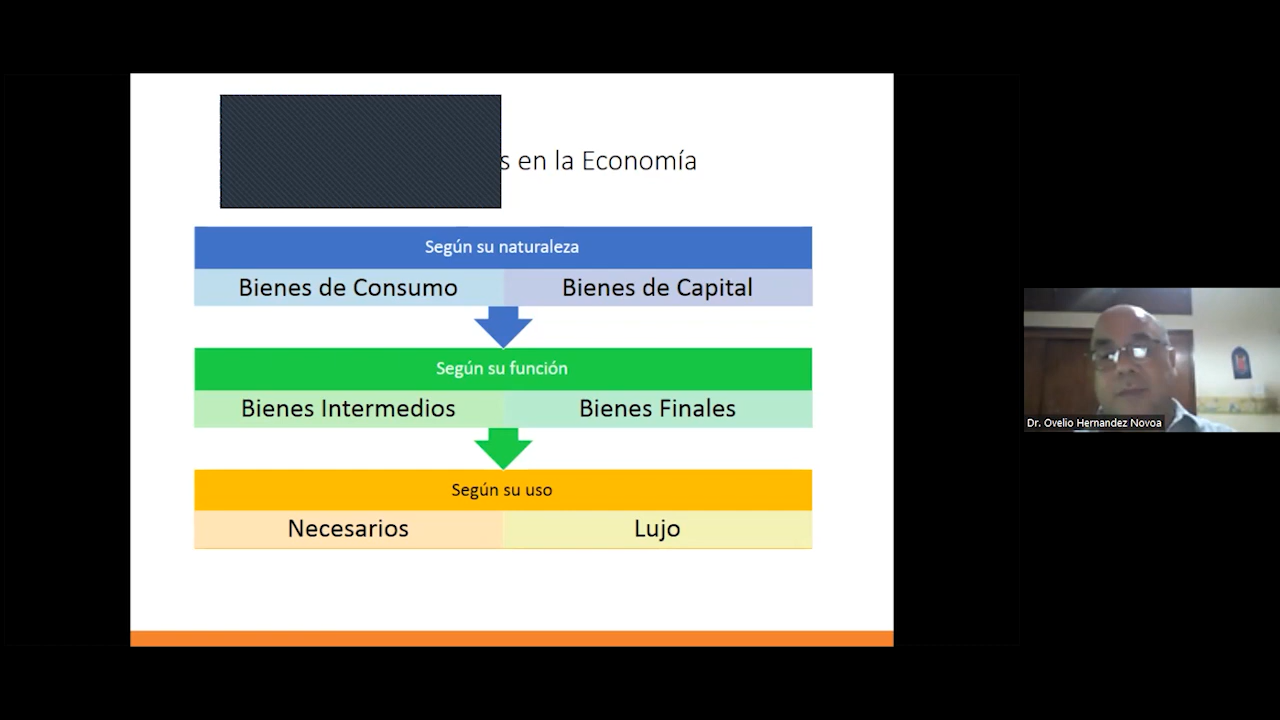 en la Economía
Según su naturaleza
Bienes de Consumo Bienes de Capital
Según su función
Bienes Intermedios Bienes Finales
Según su uso
Necesarios Lujo
Dr. Ovelio Hernandez Novoa